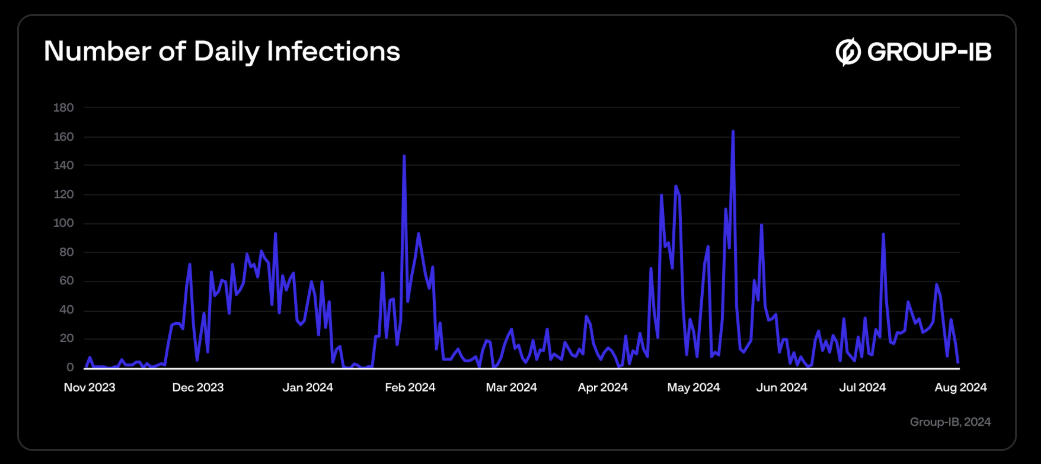 Number of Daily Infections
GROUP-IB
180
160
140
120
100
80
60
40
20
0
Nov 2023 Dec 2023 Jan 2024 Feb 2024 Mar 2024 Apr 2024 May 2024 Jun 2024 Jul 2024 Aug 2024
Group-IB, 2024